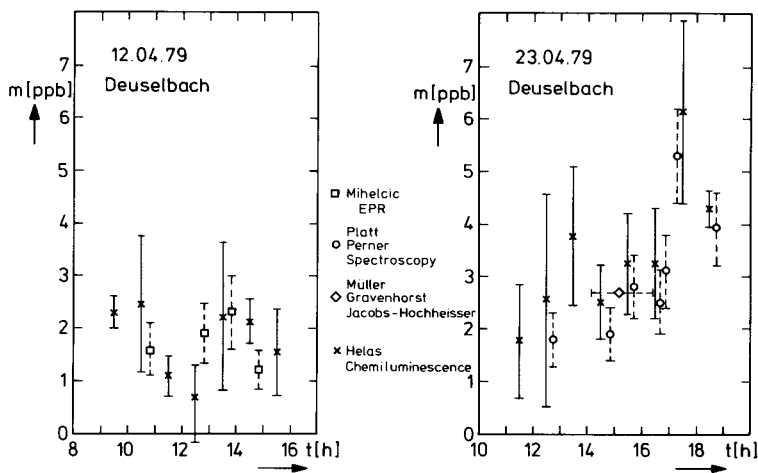 12.04.79
Deuselbach
m[ppb]
7
6
5
4
3
2
1
0
8 10 12 14 16 t[h]
Mihelcic
EPR
Platt
Perner
Spectroscopy
Müller
Gravenhorst
Jacobs-Hochheisser
Helas
Chemiluminescence
23.04.79
Deuselbach
m[ppb]
7
6
5
4
3
2
1
0
10 12 14 16 18 t[h]